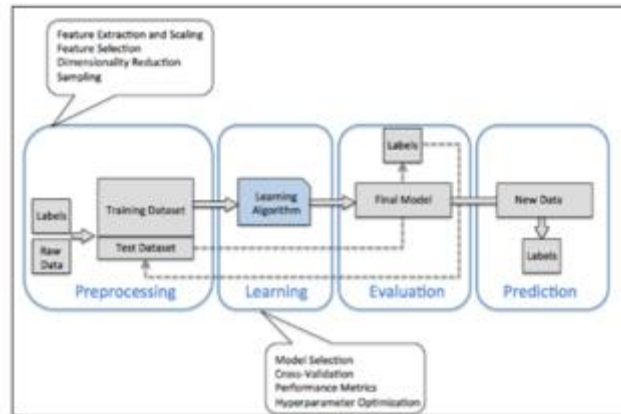 Feature Extraction and Scaling
Feature Selection
Dimensionality Reduction
Sampling
Labels
Raw
Data
Training Dataset
Test Dataset
Preprocessing
Learning
Algorithm
Learning
Labels
Final Model
Evaluation
New Data
Labels
Prediction
Model Selection
Cross-Validation
Performance Metrics
Hyperparameter Optimization